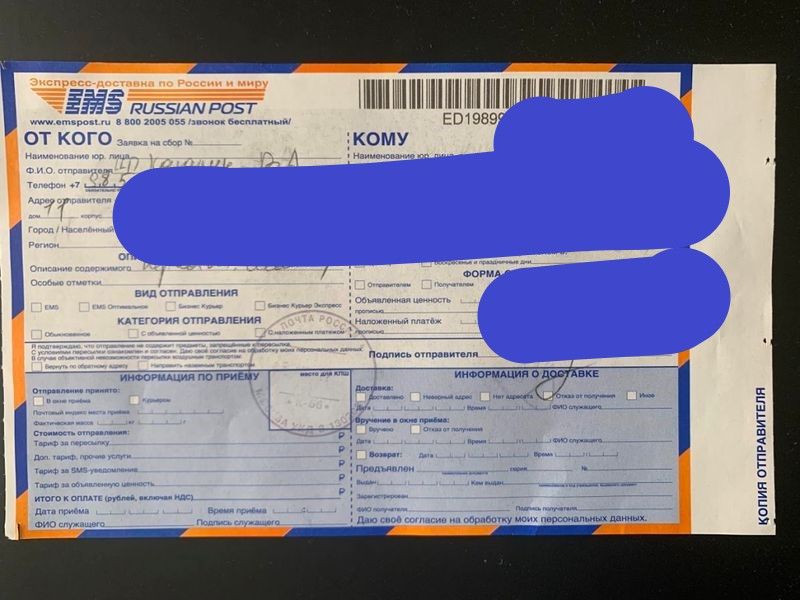 Экспресс-доставка по России и миру
EMS RUSSIAN POST
www.emspost.ru 8 800 2005 055 /звонок бесплатный/
ED19899
ОТ КОГО Заявка на сбор №
Наименование юр. лица
Ф.И.О. отправителя
Телефон +7
Адрес отправителя
дом 11 корпус
Город / Населённый
Регион
Описание содержимого
Особые отметки
ВИД ОТПРАВЛЕНИЯ
EMS EMS Оптимальное Бизнес Курьер Бизнес Курьер Экспресс
КАТЕГОРИЯ ОТПРАВЛЕНИЯ
Обыкновенное С объявленной ценностью С наложенным платежом
Я подтверждаю, что отправление не содержит предметы, запрещённые к пересылке.
С условиями пересылки ознакомлен и согласен. Даю своё согласие на обработку моих персональных данных.
В случае объективной невозможности пересылки воздушным транспортом:
Вернуть по обратному адресу Направить наземным транспортом
КОМУ
Наименование юр. лица
Воскресные и праздничные дни
ФОРМА
Отправителем Получателем
Объявленная ценность
прописью
Наложенный платёж
прописью
Подпись отправителя
ПОЧТА РОССИИ
ИНФОРМАЦИЯ ПО ПРИЁМУ
место для КПШ
Отправление принято:
В окне приёма Курьером
Почтовый индекс места приёма
Фактическая масса кг
Стоимость отправления:
Тариф за пересылку ₽
Доп. тариф, прочие услуги ₽
Тариф за SMS-уведомление ₽
Тариф за объявленную ценность ₽
ИТОГО К ОПЛАТЕ (рублей, включая НДС) ₽
Дата приёма Время приёма
ФИО служащего Подпись служащего
ИНФОРМАЦИЯ О ДОСТАВКЕ
Доставка:
Доставлено Неверный адрес Нет адресата Отказ от получения Иное
Дата Время ФИО служащего
Вручение в окне приёма:
Вручено Отказ от получения
Дата Время ФИО служащего
Возврат: Дата Время
Предъявлен серия №
Выдан Кем выдан
Зарегистрирован
ФИО получателя Подпись получателя
Даю своё согласие на обработку моих персональных данных.
КОПИЯ ОТПРАВИТЕЛЯ